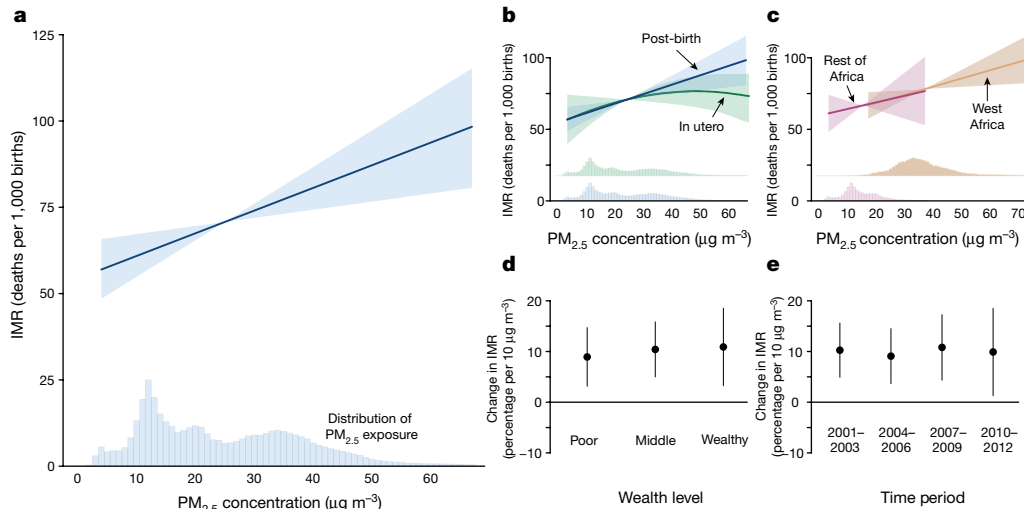 a
125
100
75
50
25
0
IMR (deaths per 1,000 births)
Distribution of
PM2.5 exposure
0 10 20 30 40 50 60
PM2.5 concentration (μg m–3)
b
100
75
50
IMR (deaths per 1,000 births)
Post-birth
In utero
0 10 20 30 40 50 60
PM2.5 concentration (μg m–3)
c
100
75
50
IMR (deaths per 1,000 births)
Rest of
Africa
West
Africa
0 10 20 30 40 50 60 70
PM2.5 concentration (μg m–3)
d
20
10
0
–10
Change in IMR
(percentage per 10 μg m–3)
Poor Middle Wealthy
Wealth level
e
20
10
0
–10
Change in IMR
(percentage per 10 μg m–3)
2001– 2004– 2007– 2010–
2003 2006 2009 2012
Time period